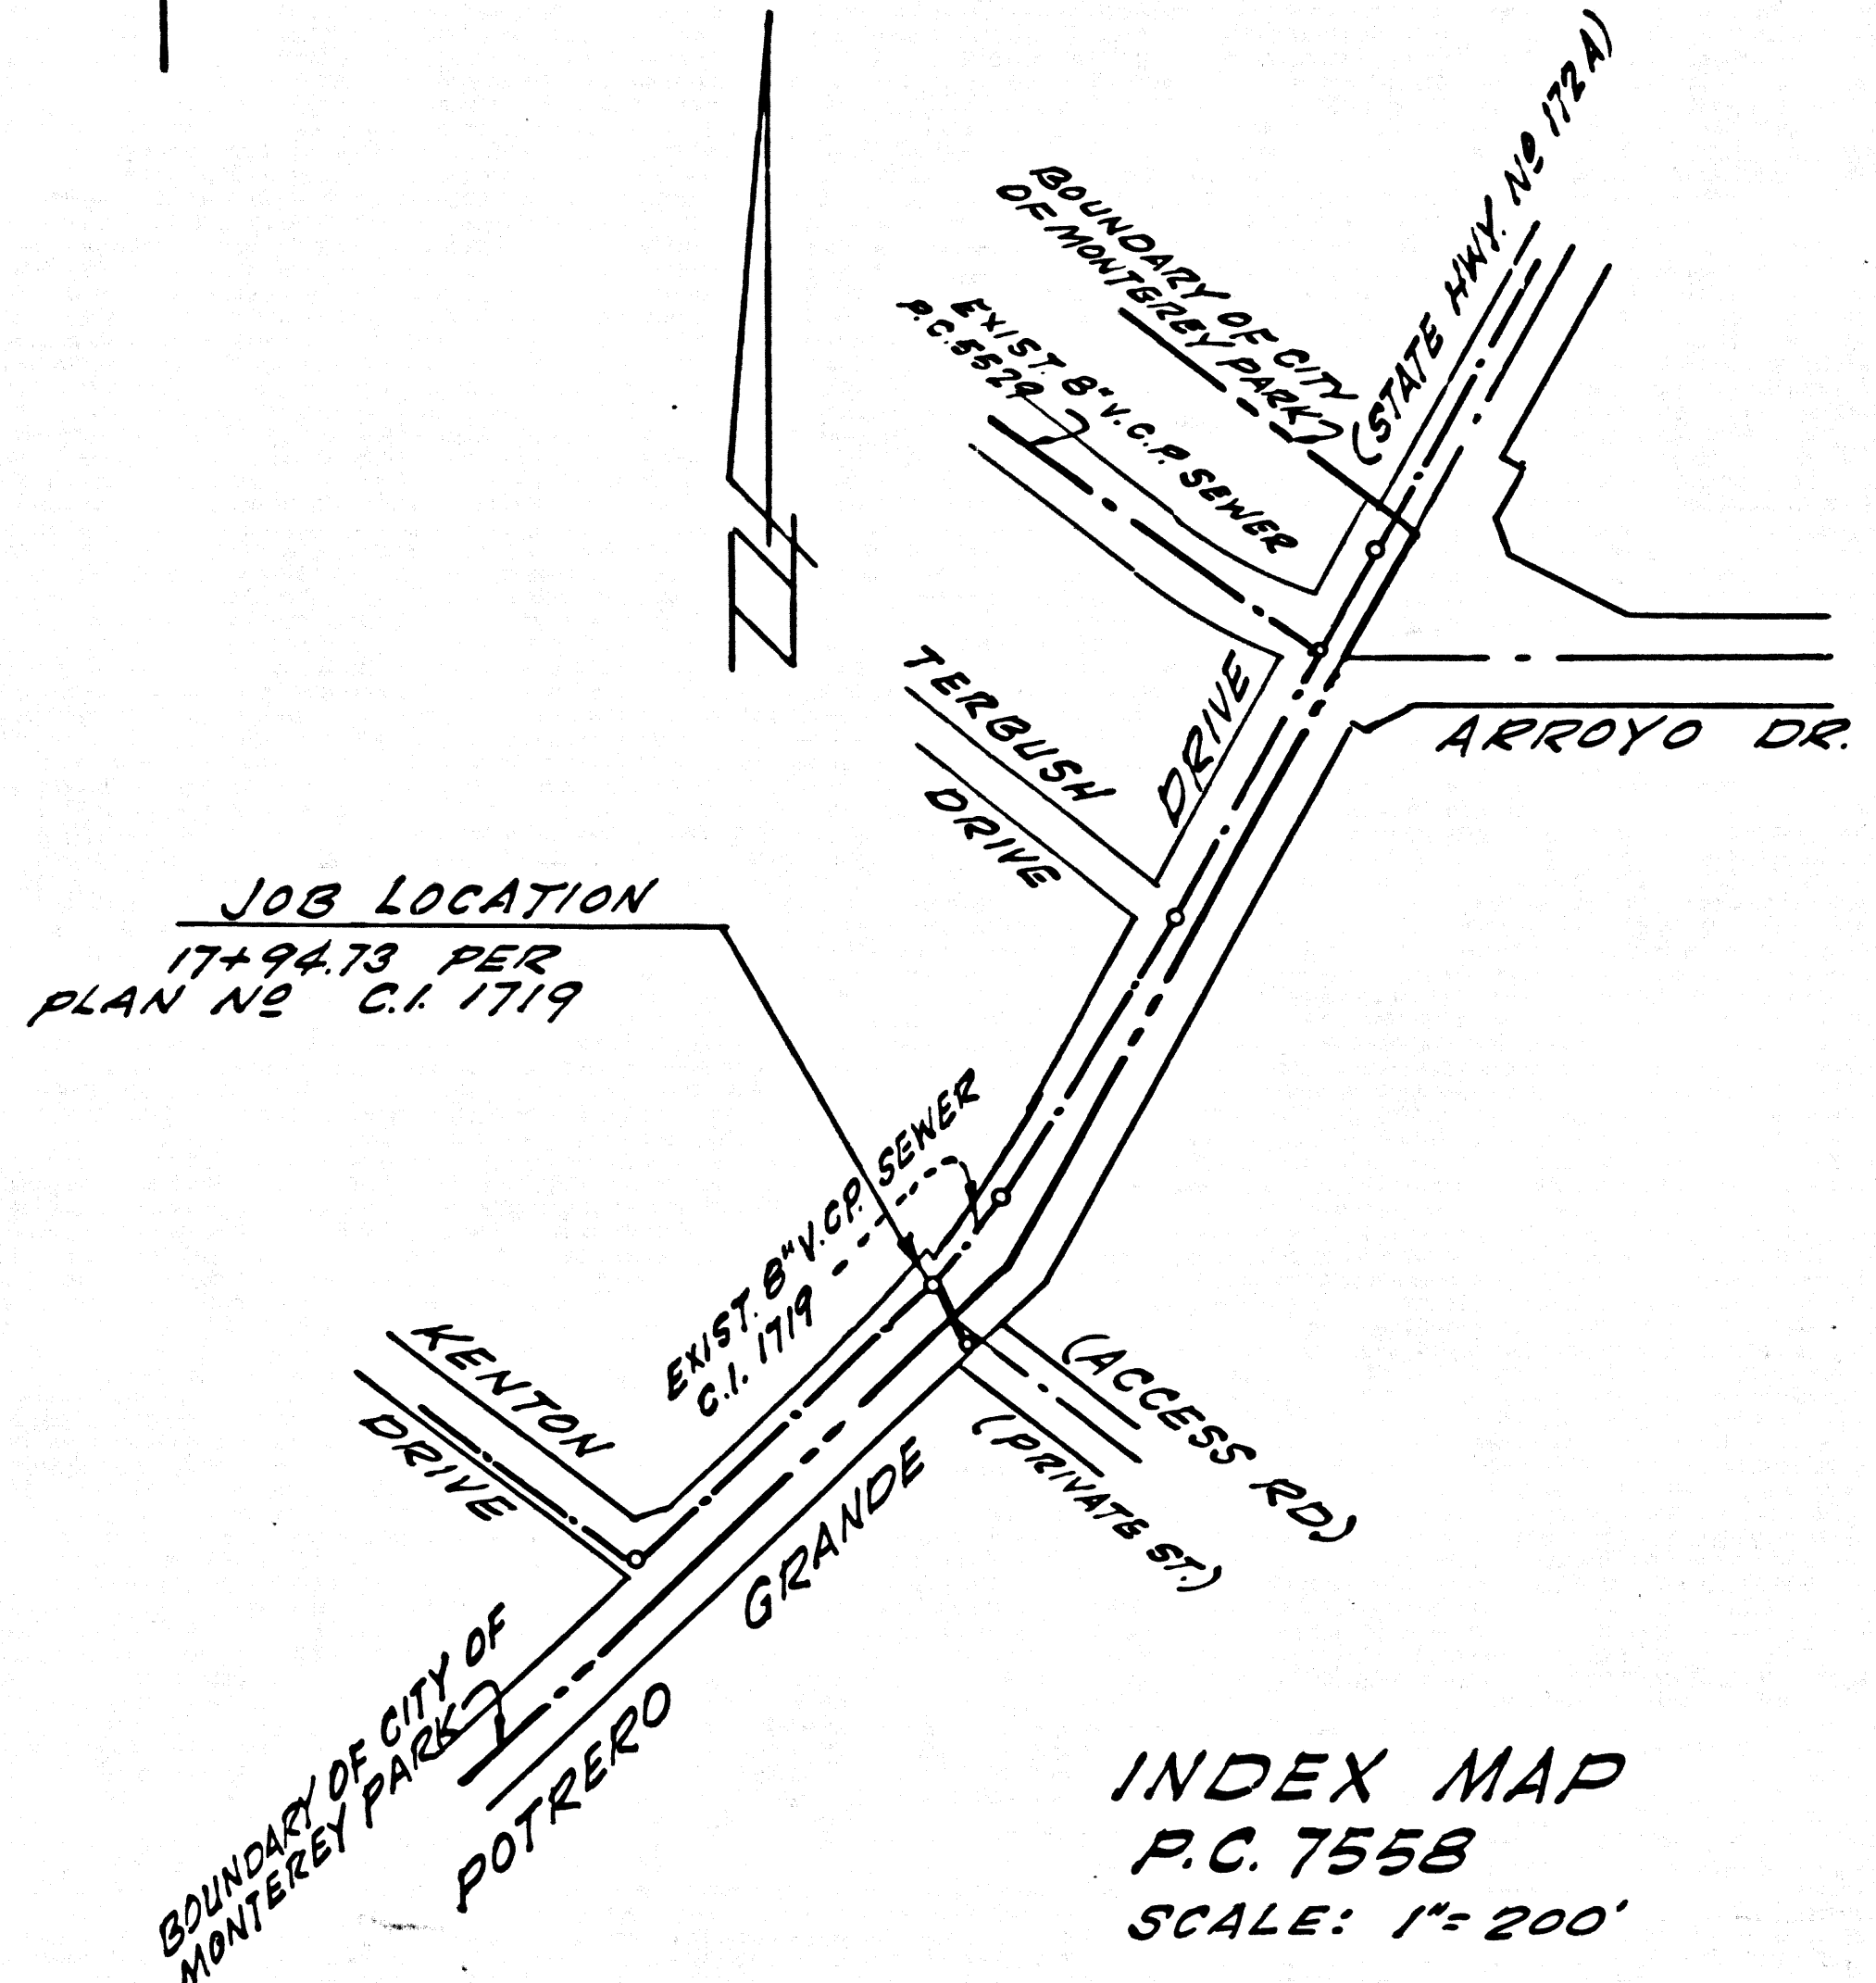 (STATE HWY. Nº 172A)
BOUNDARY OF CITY
OF MONTEREY PARK
EXIST. 8" V.C.P. SEWER
P.C. 5529
TERBUSH
DRIVE
DRIVE
ARROYO DR.
JOB LOCATION
17+94.73 PER
PLAN Nº C.I. 1719
EXIST. 8" V.C.P. SEWER
C.I. 1719
KENTON
DRIVE
(ACCESS RD)
(PRIVATE ST.)
GRANDE
POTRERO
BOUNDARY OF CITY OF
MONTEREY PARK
N
INDEX MAP
P.C. 7558
SCALE: 1"= 200'